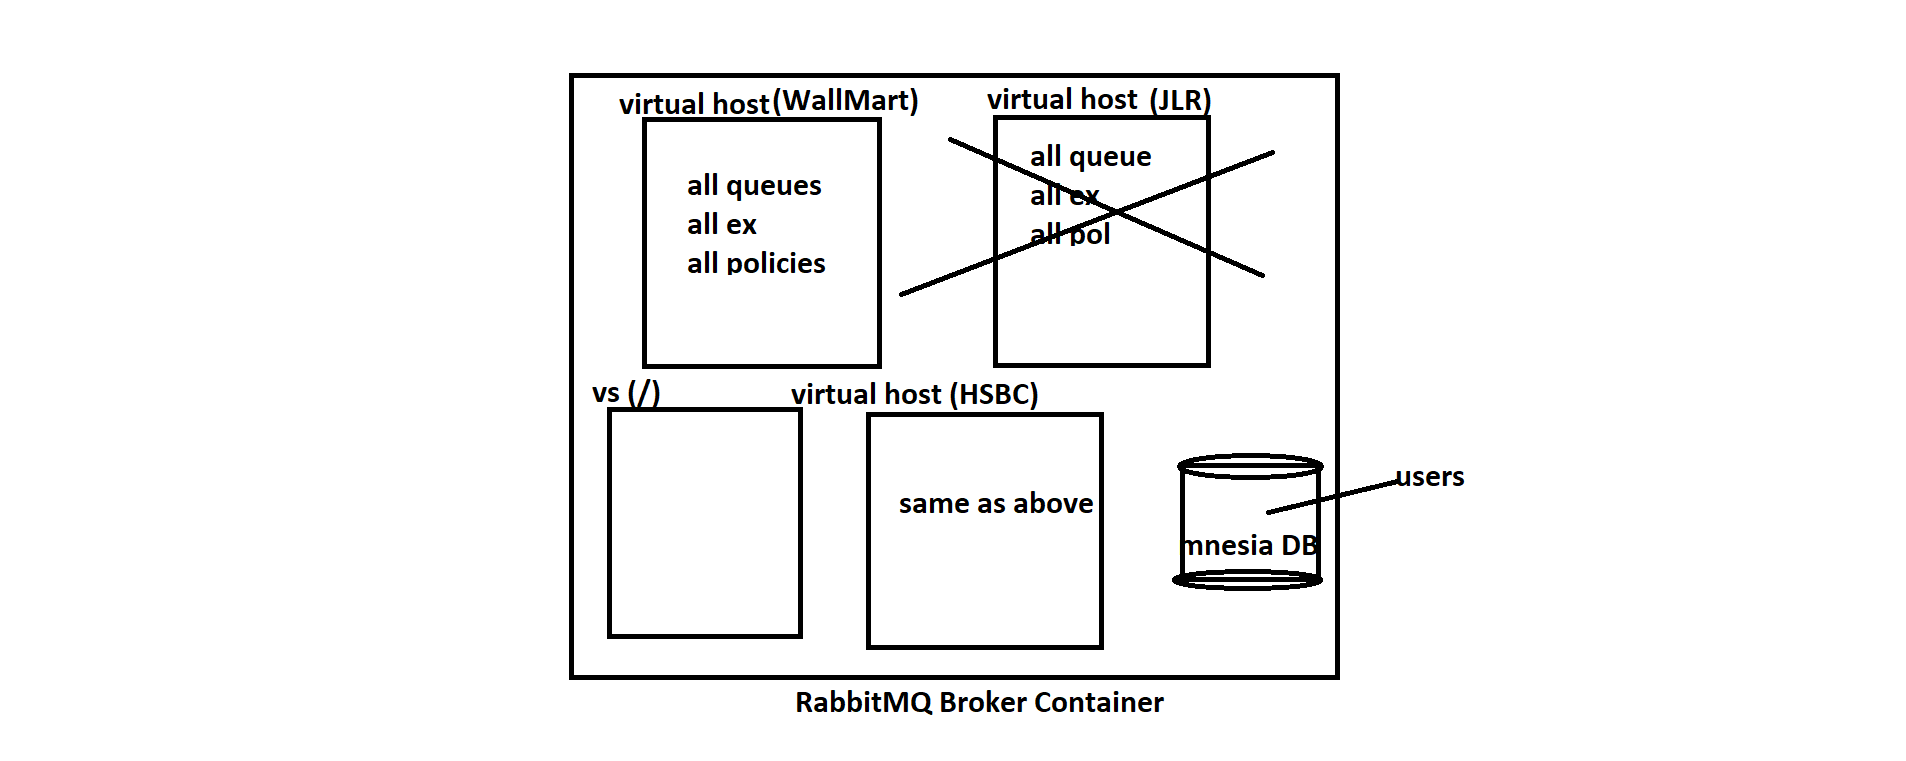 virtual host (WallMart)
virtual host (JLR)
all queues
all ex
all policies
all queue
all ex
all pol
vs (/)
virtual host (HSBC)
same as above
users
mnesia DB
RabbitMQ Broker Container